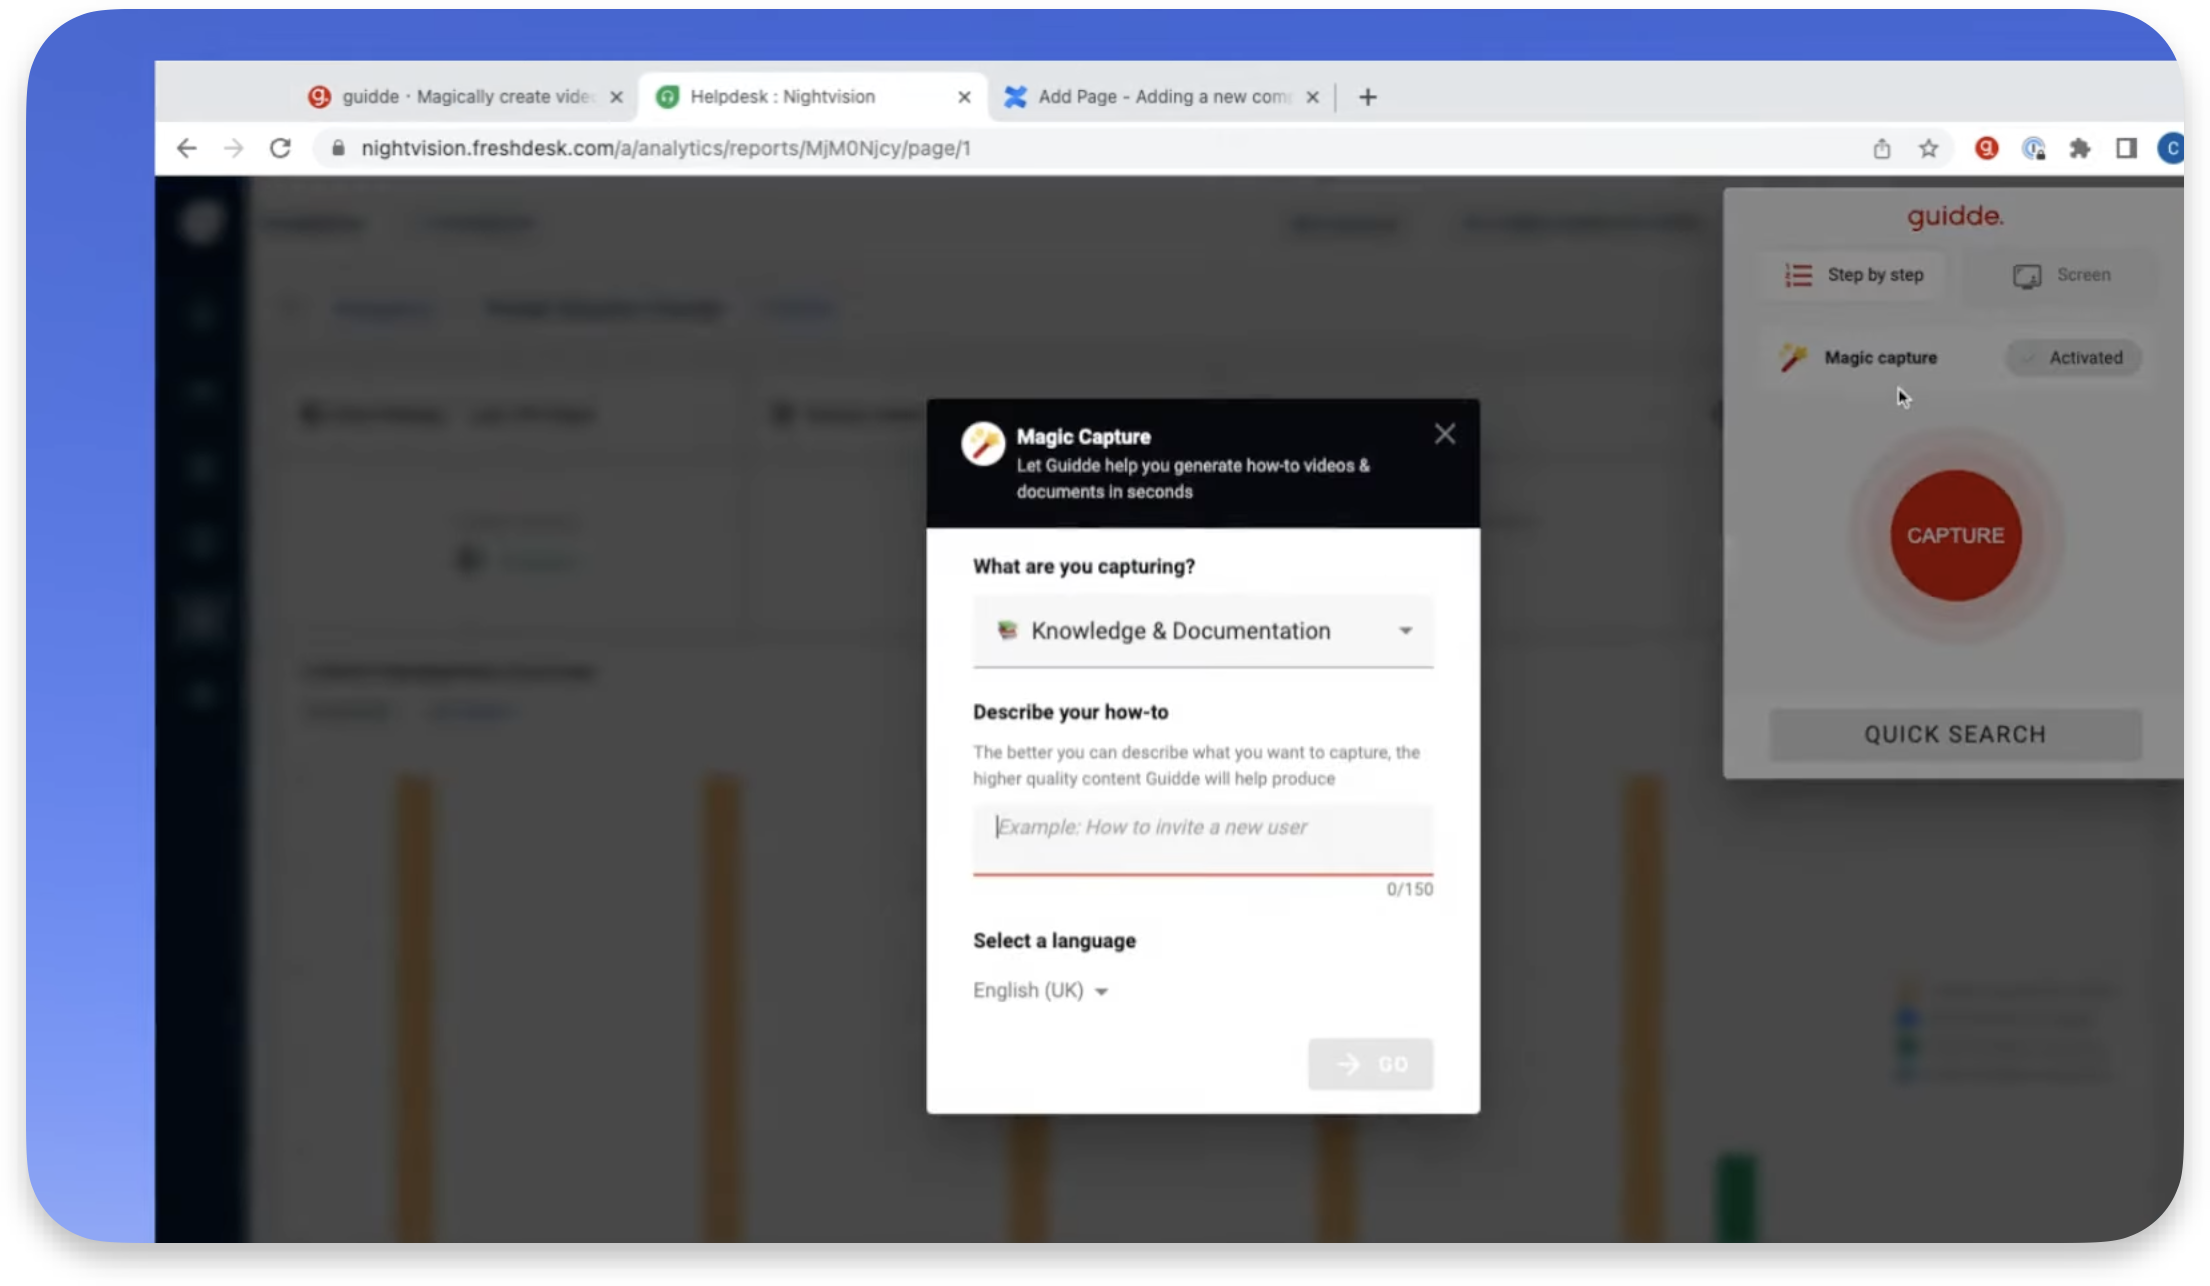 guidde · Magically create vide
Helpdesk : Nightvision
Add Page - Adding a new com
nightvision.freshdesk.com/a/analytics/reports/MjM0Njcy/page/1
C
guidde.
Step by step
Screen
Magic capture
Activated
CAPTURE
QUICK SEARCH
Magic Capture
Let Guidde help you generate how-to videos &
documents in seconds
What are you capturing?
Knowledge & Documentation
Describe your how-to
The better you can describe what you want to capture, the
higher quality content Guidde will help produce
Example: How to invite a new user
0/150
Select a language
English (UK)
GO